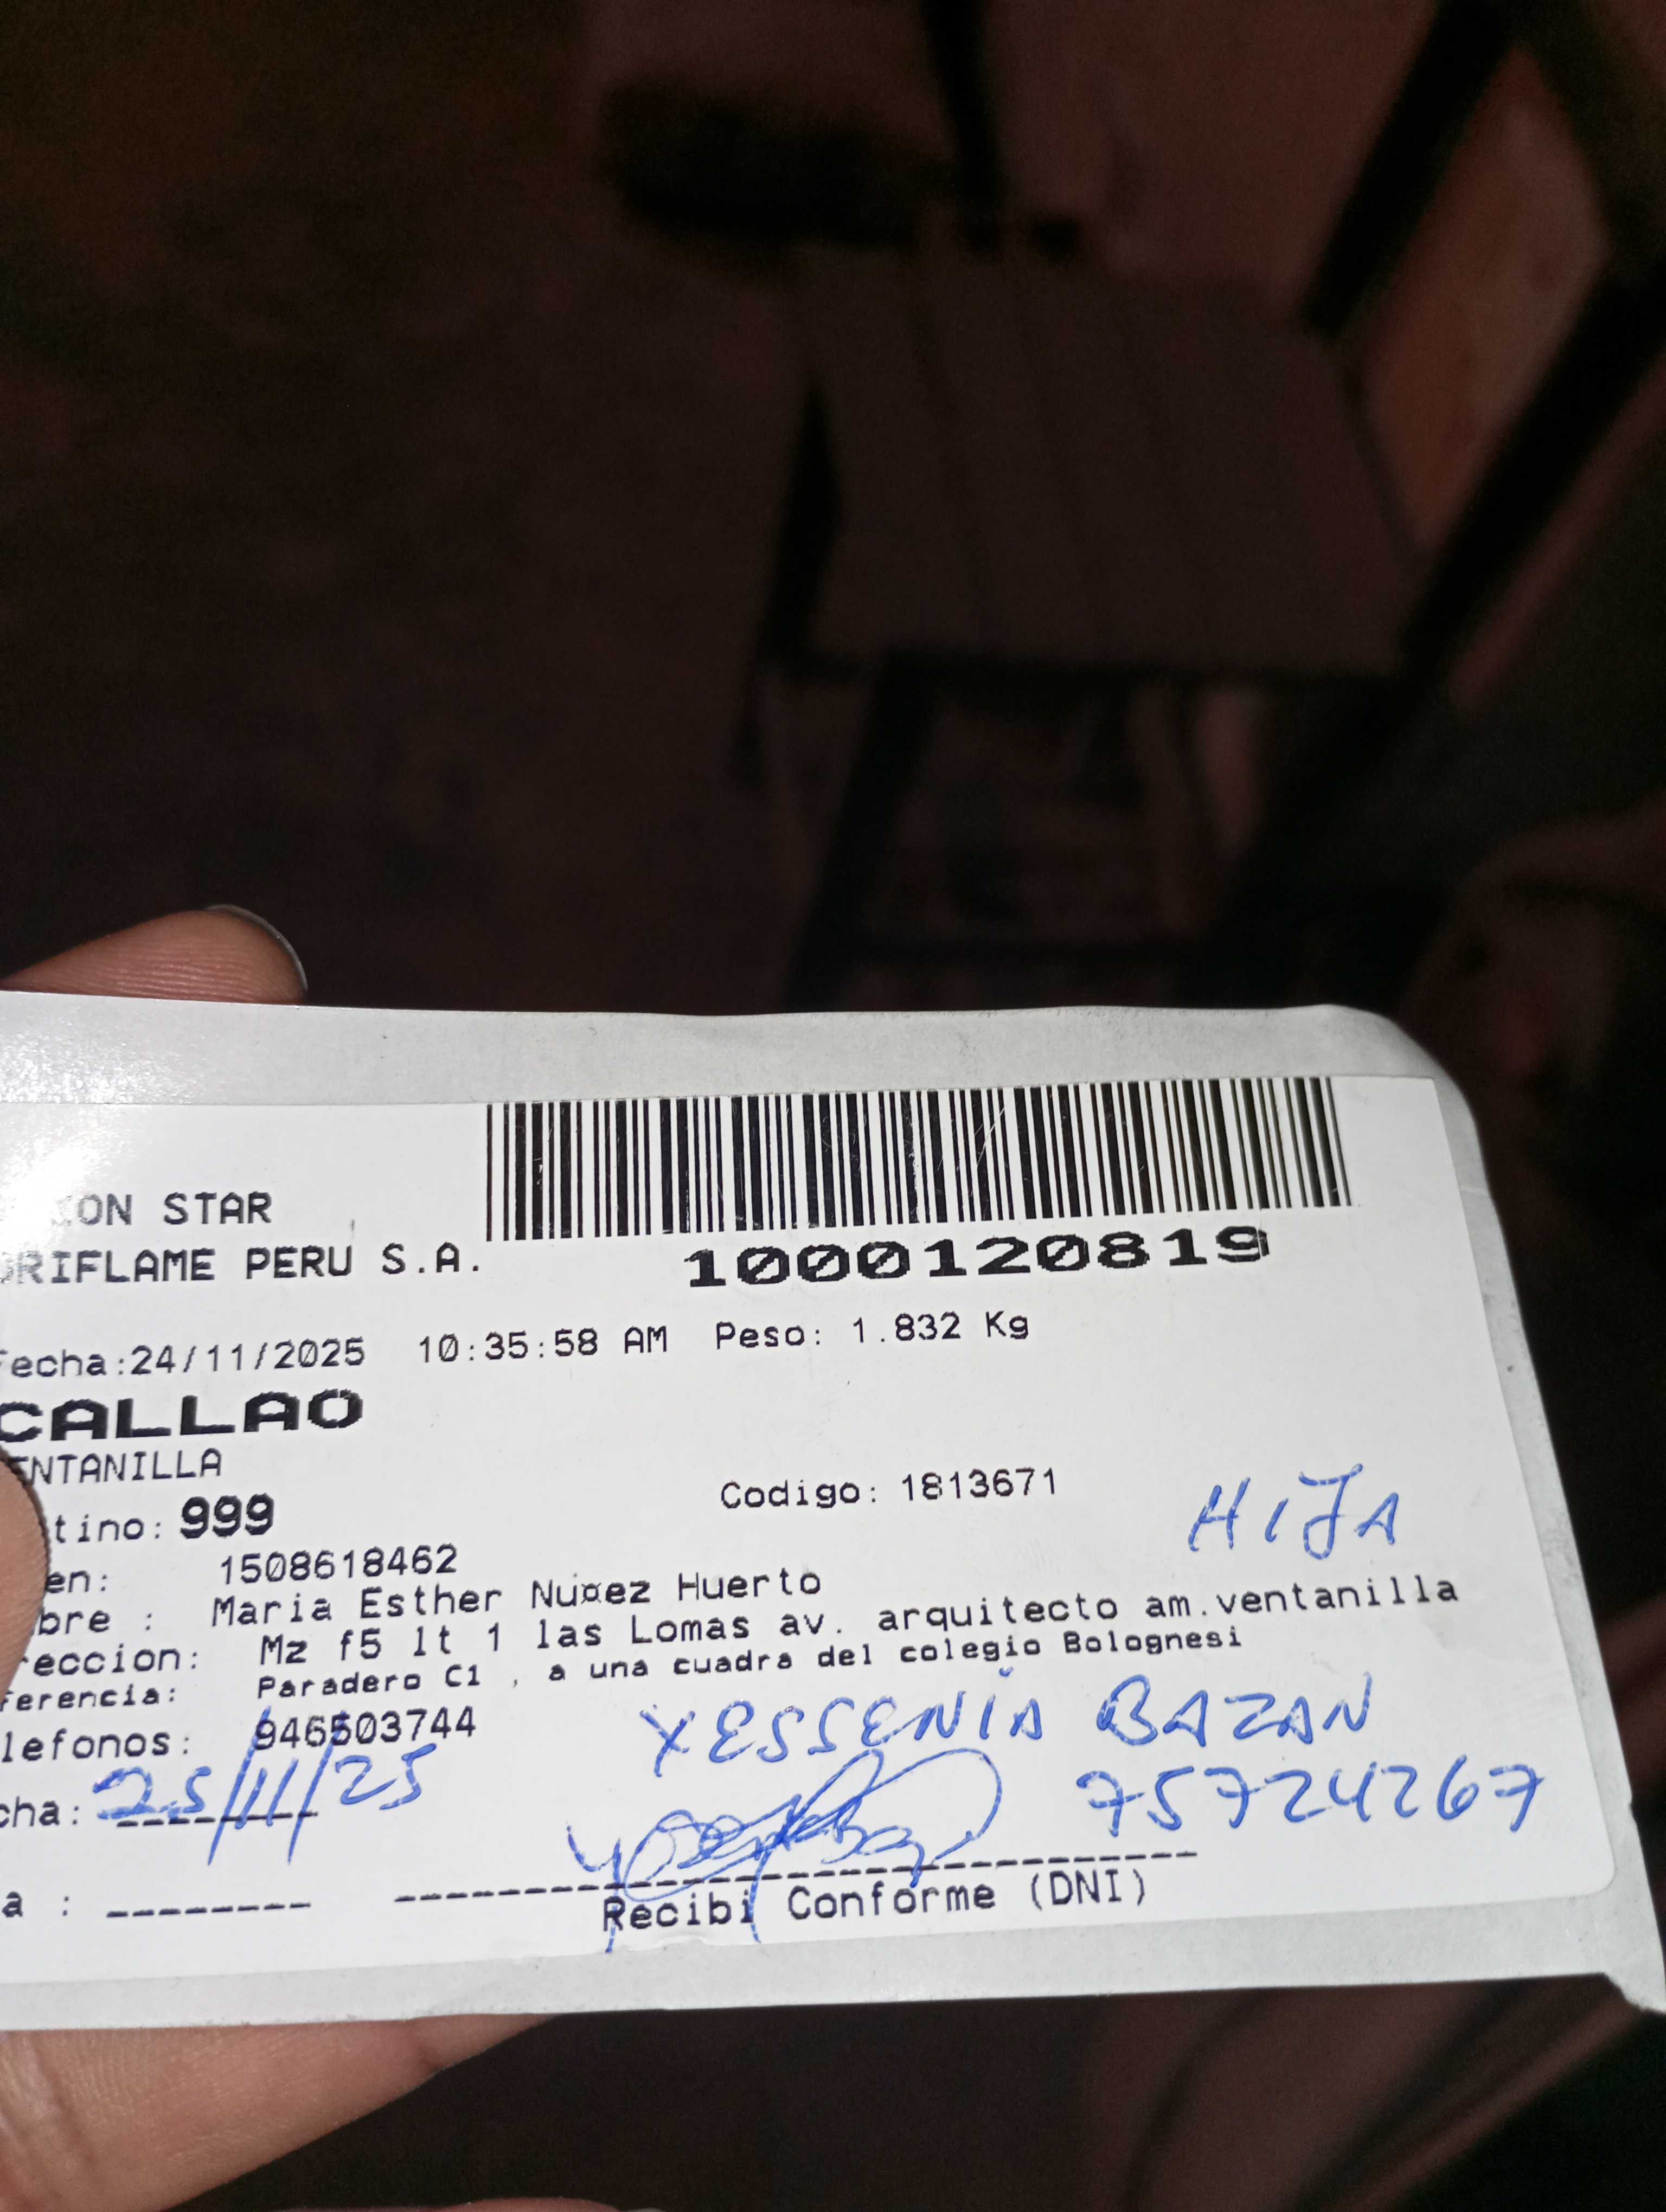 ION STAR
ORIFLAME PERU S.A.
1000120819
Fecha:24/11/2025 10:35:58 AM Peso: 1.832 Kg
CALLAO
ENTANILLA
Codigo: 1813671
HIJA
tino: 999
en: 1508618462
bre : Maria Esther Nuñez Huerto
reccion: Mz f5 lt 1 las Lomas av. arquitecto am.ventanilla
ferencia: Paradero C1 , a una cuadra del colegio Bolognesi
lefonos: 946503744
YESSENIA BAZAN
cha: 25/11/25
75724267
a :
Recibi Conforme (DNI)